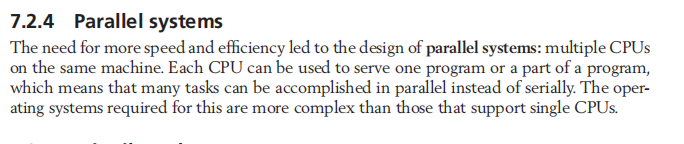 7.2.4 Parallel systems
The need for more speed and efficiency led to the design of parallel systems: multiple CPUs
on the same machine. Each CPU can be used to serve one program or a part of a program,
which means that many tasks can be accomplished in parallel instead of serially. The oper-
ating systems required for this are more complex than those that support single CPUs.